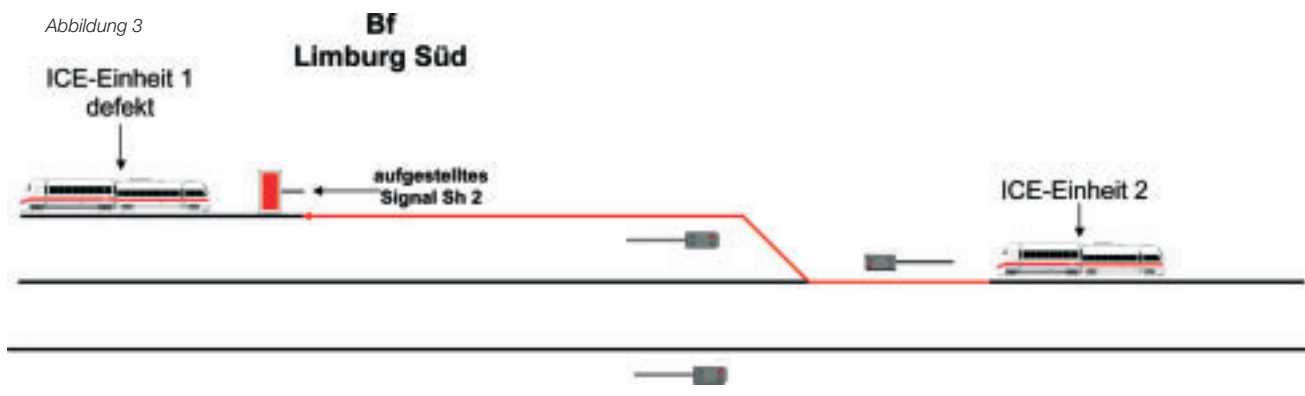 Abbildung 3
Bf
Limburg Süd
ICE-Einheit 1
defekt
aufgestelltes
Signal Sh 2
ICE-Einheit 2